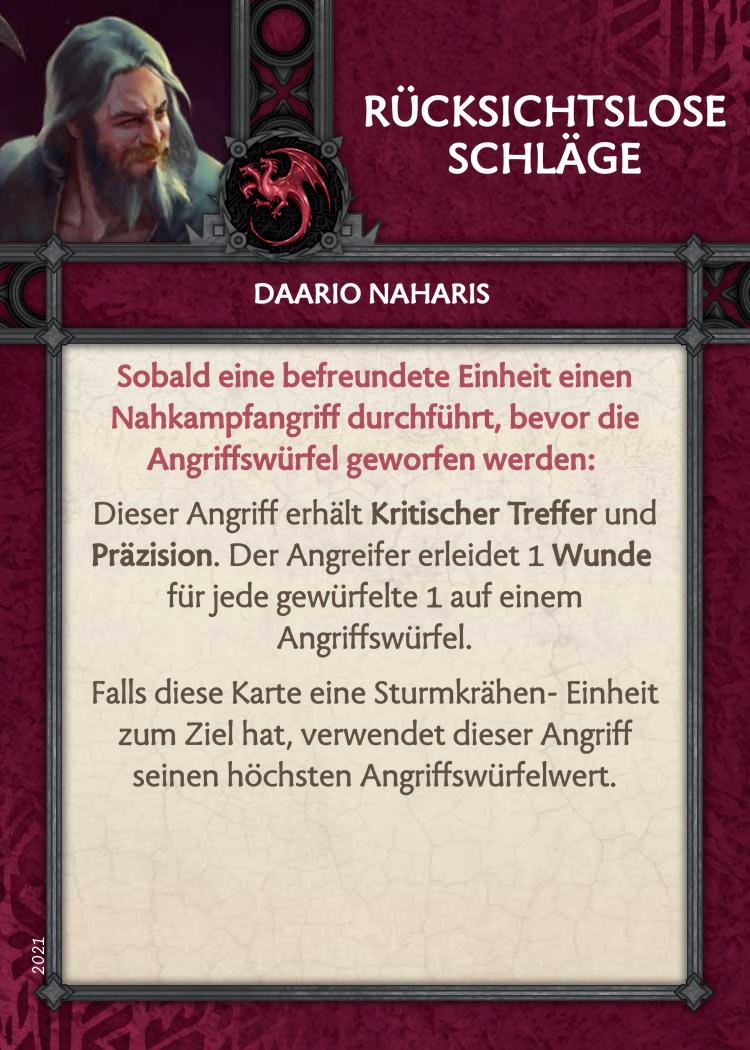 RÜCKSICHTSLOSE
SCHLÄGE
DAARIO NAHARIS
Sobald eine befreundete Einheit einen
Nahkampfangriff durchführt, bevor die
Angriffswürfel geworfen werden:
Dieser Angriff erhält Kritischer Treffer und
Präzision. Der Angreifer erleidet 1 Wunde
für jede gewürfelte 1 auf einem
Angriffswürfel.
Falls diese Karte eine Sturmkrähen- Einheit
zum Ziel hat, verwendet dieser Angriff
seinen höchsten Angriffswürfelwert.
2021